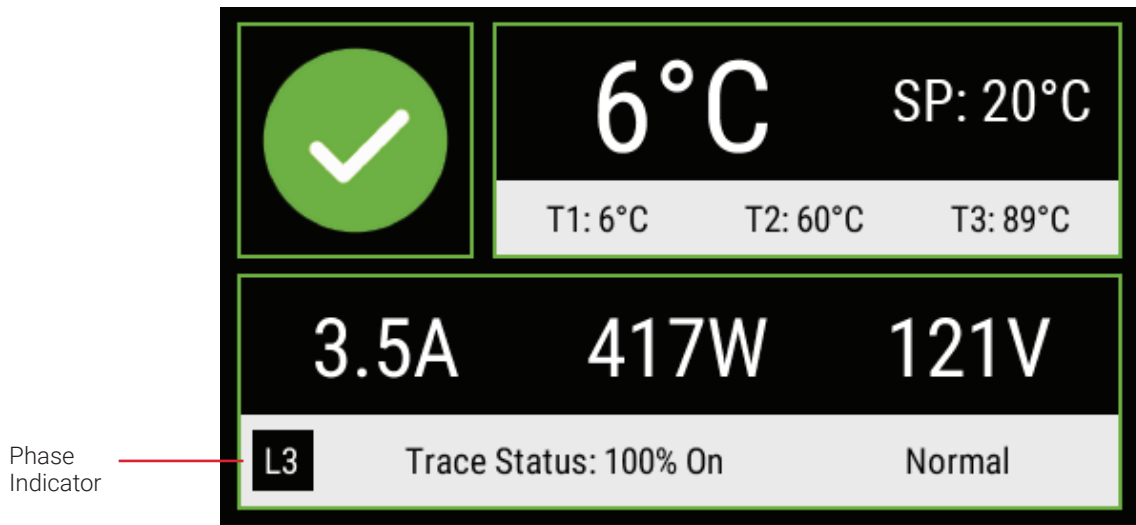 6°C SP: 20°C
T1: 6°C T2: 60°C T3: 89°C
3.5A 417W 121V
L3 Trace Status: 100% On Normal
Phase
Indicator